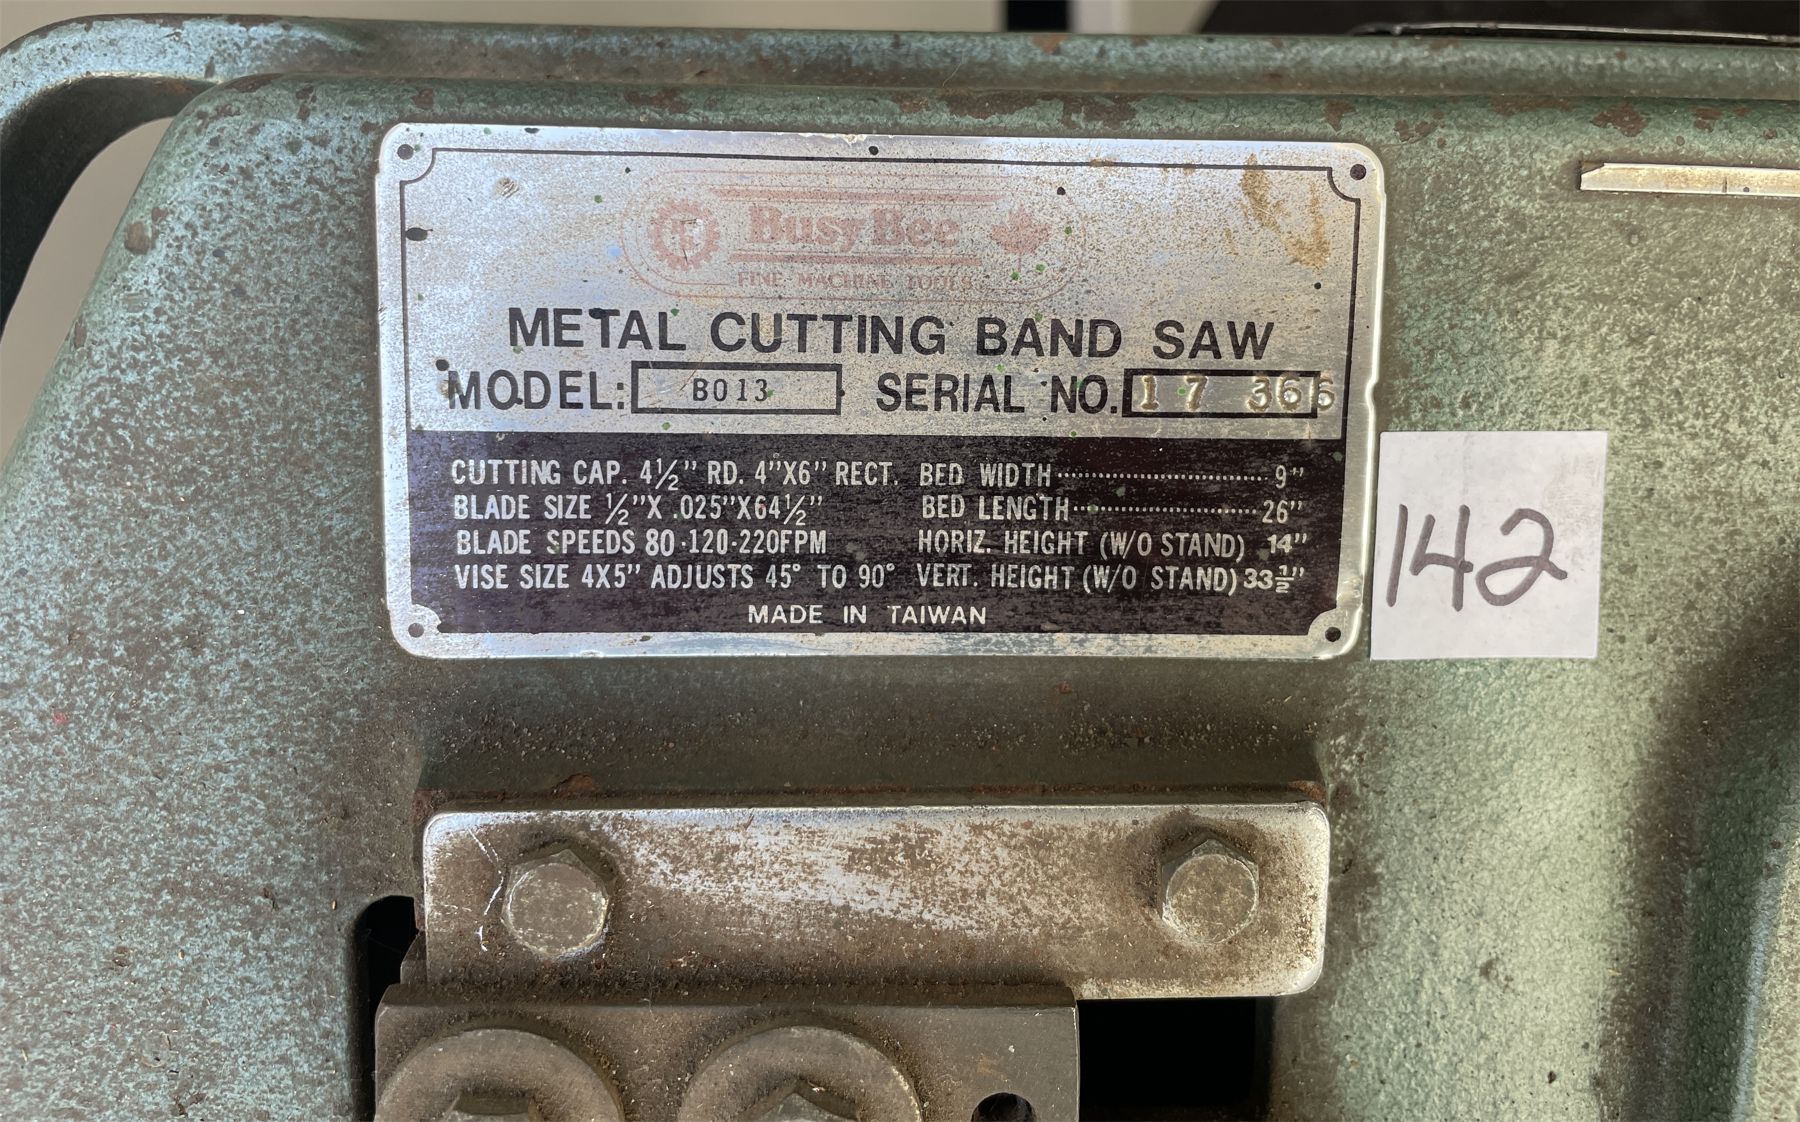 Busy Bee
FINE MACHINE TOOLS
METAL CUTTING BAND SAW
MODEL: B013 SERIAL NO. 17 366
CUTTING CAP. 4½" RD. 4"X6" RECT. BED WIDTH 9"
BLADE SIZE ½"X .025"X64½" BED LENGTH 26"
BLADE SPEEDS 80-120-220FPM HORIZ. HEIGHT (W/O STAND) 14"
VISE SIZE 4X5" ADJUSTS 45° TO 90° VERT. HEIGHT (W/O STAND) 33½"
MADE IN TAIWAN
142